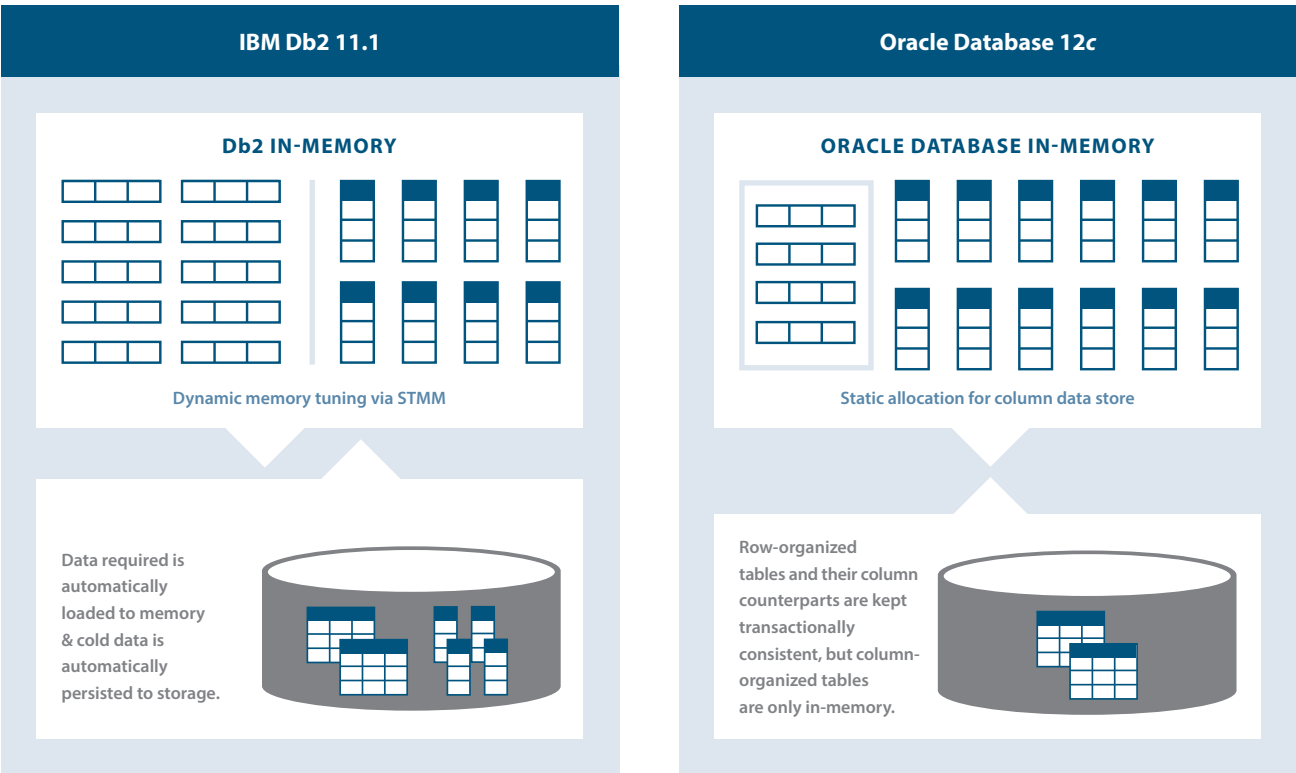 IBM Db2 11.1
Db2 IN-MEMORY
Dynamic memory tuning via STMM
Data required is
automatically
loaded to memory
& cold data is
automatically
persisted to storage.
Oracle Database 12c
ORACLE DATABASE IN-MEMORY
Static allocation for column data store
Row-organized
tables and their column
counterparts are kept
transactionally
consistent, but column-
organized tables
are only in-memory.